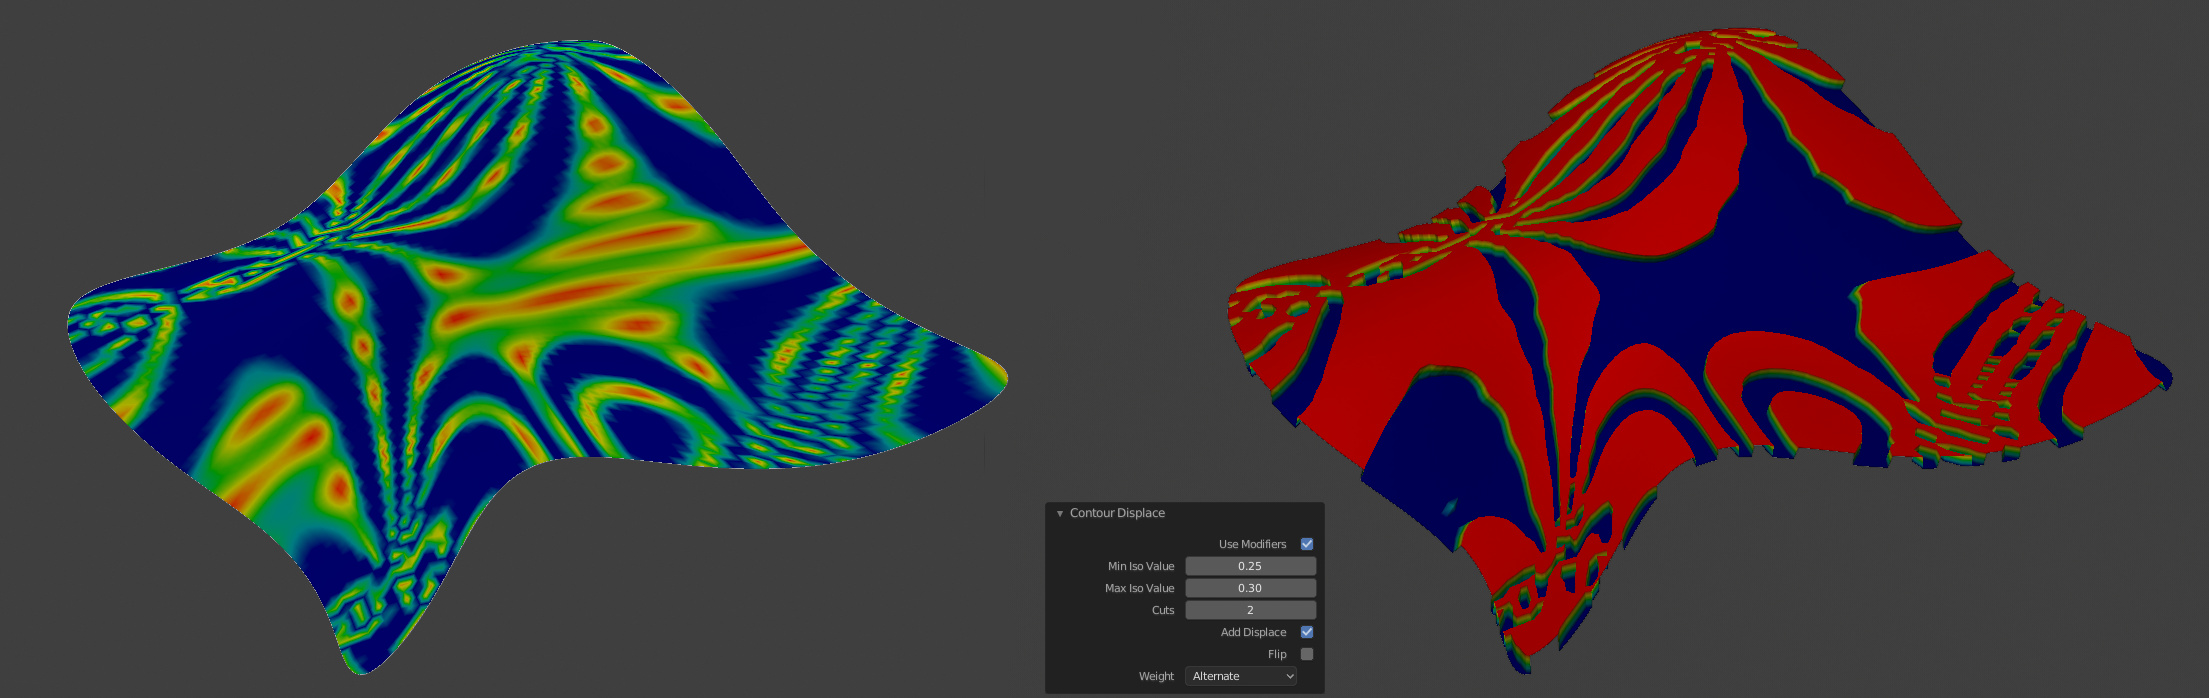 Contour Displace
Use Modifiers
Min Iso Value 0.25
Max Iso Value 0.30
Cuts 2
Add Displace
Flip
Weight Alternate